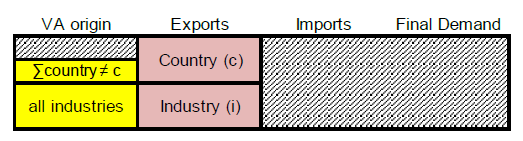 VA origin Exports Imports Final Demand
Country (c)
∑country ≠ c
all industries Industry (i)